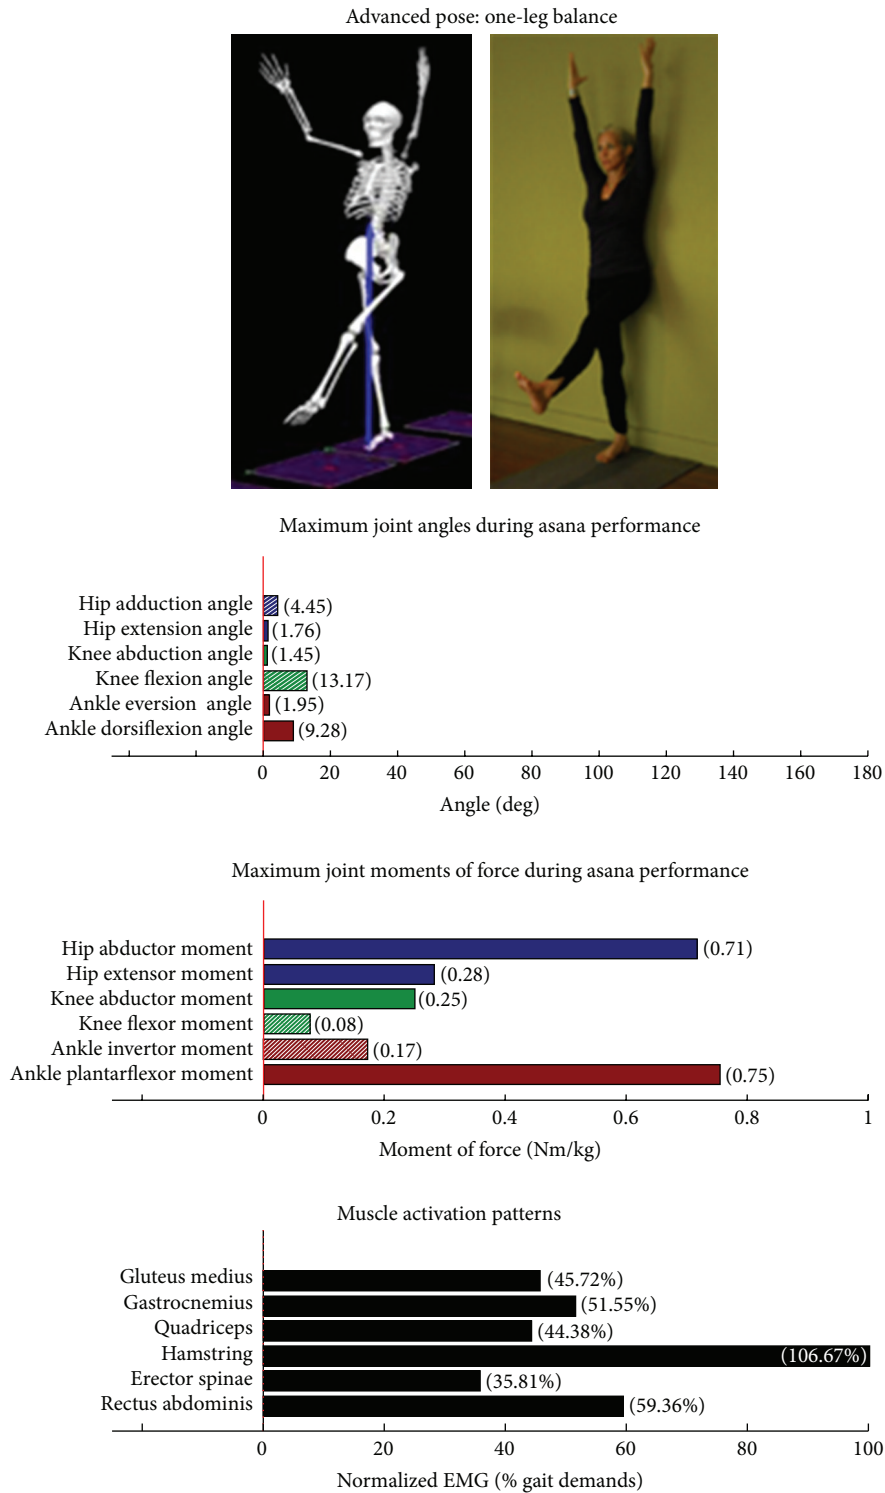 Advanced pose: one-leg balance
Maximum joint angles during asana performance
Hip adduction angle (4.45)
Hip extension angle (1.76)
Knee abduction angle (1.45)
Knee flexion angle (13.17)
Ankle eversion angle (1.95)
Ankle dorsiflexion angle (9.28)
0 20 40 60 80 100 120 140 160 180
Angle (deg)
Maximum joint moments of force during asana performance
Hip abductor moment (0.71)
Hip extensor moment (0.28)
Knee abductor moment (0.25)
Knee flexor moment (0.08)
Ankle invertor moment (0.17)
Ankle plantarflexor moment (0.75)
0 0.2 0.4 0.6 0.8 1
Moment of force (Nm/kg)
Muscle activation patterns
Gluteus medius (45.72%)
Gastrocnemius (51.55%)
Quadriceps (44.38%)
Hamstring (106.67%)
Erector spinae (35.81%)
Rectus abdominis (59.36%)
0 20 40 60 80 100
Normalized EMG (% gait demands)